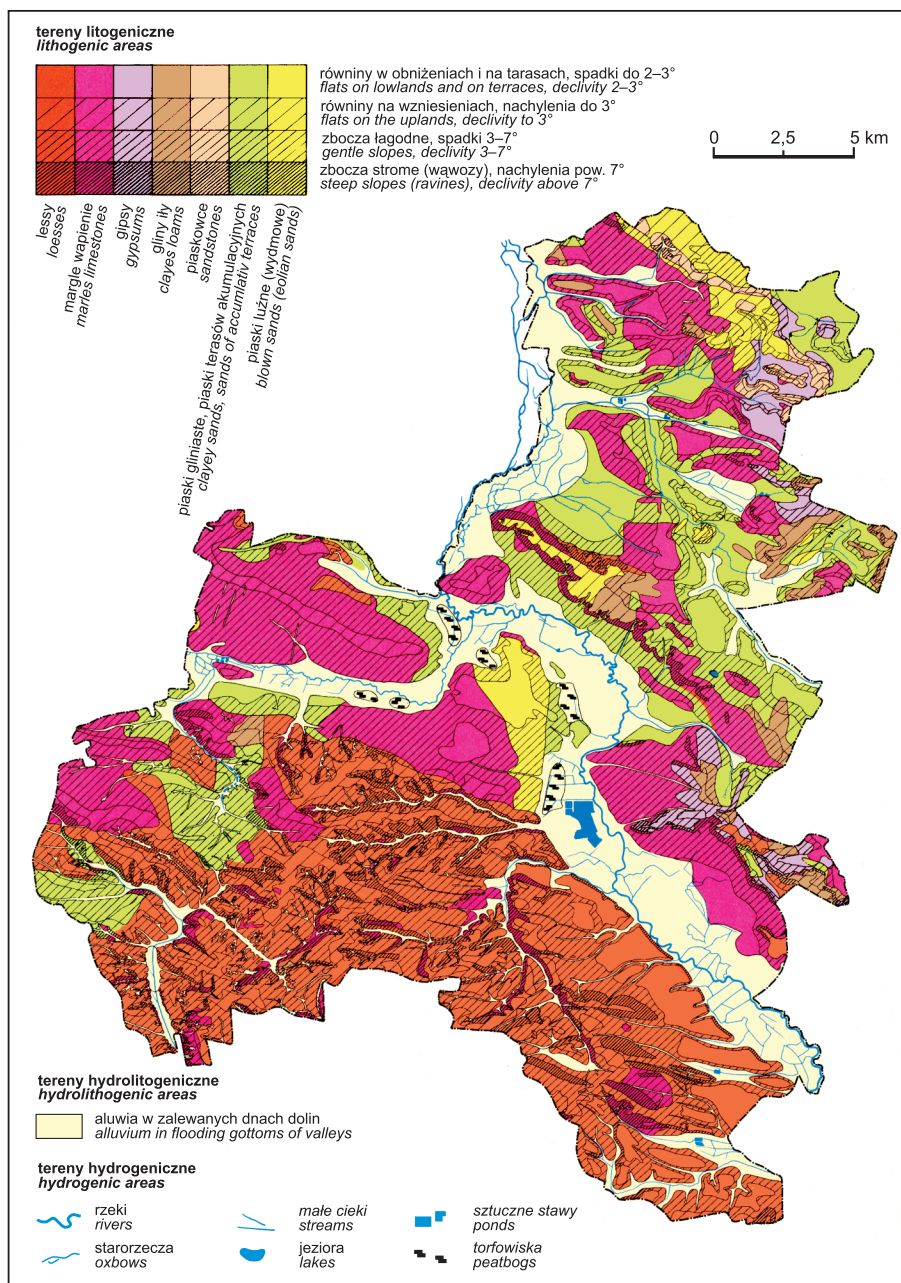 tereny litogeniczne
lithogenic areas
równiny w obniżeniach i na tarasach, spadki do 2–3°
flats on lowlands and on terraces, declivity 2–3°
równiny na wzniesieniach, nachylenia do 3°
flats on the uplands, declivity to 3°
zbocza łagodne, spadki 3–7°
gentle slopes, declivity 3–7°
zbocza strome (wąwozy), nachylenia pow. 7°
steep slopes (ravines), declivity above 7°
0 2,5 5 km
lessy
loesses
margle wapienie
marles limestones
gipsy
gypsums
gliny iły
clayes loams
piaskowce
sandstones
piaski gliniaste, piaski terasów akumulacyjnych
clayey sands, sands of accumlativ terraces
piaski luźne (wydmowe)
blown sands (eolian sands)
tereny hydrolitogeniczne
hydrolithogenic areas
aluwia w zalewanych dnach dolin
alluvium in flooding gottoms of valleys
tereny hydrogeniczne
hydrogenic areas
rzeki
rivers
starorzecza
oxbows
małe cieki
streams
jeziora
lakes
sztuczne stawy
ponds
torfowiska
peatbogs